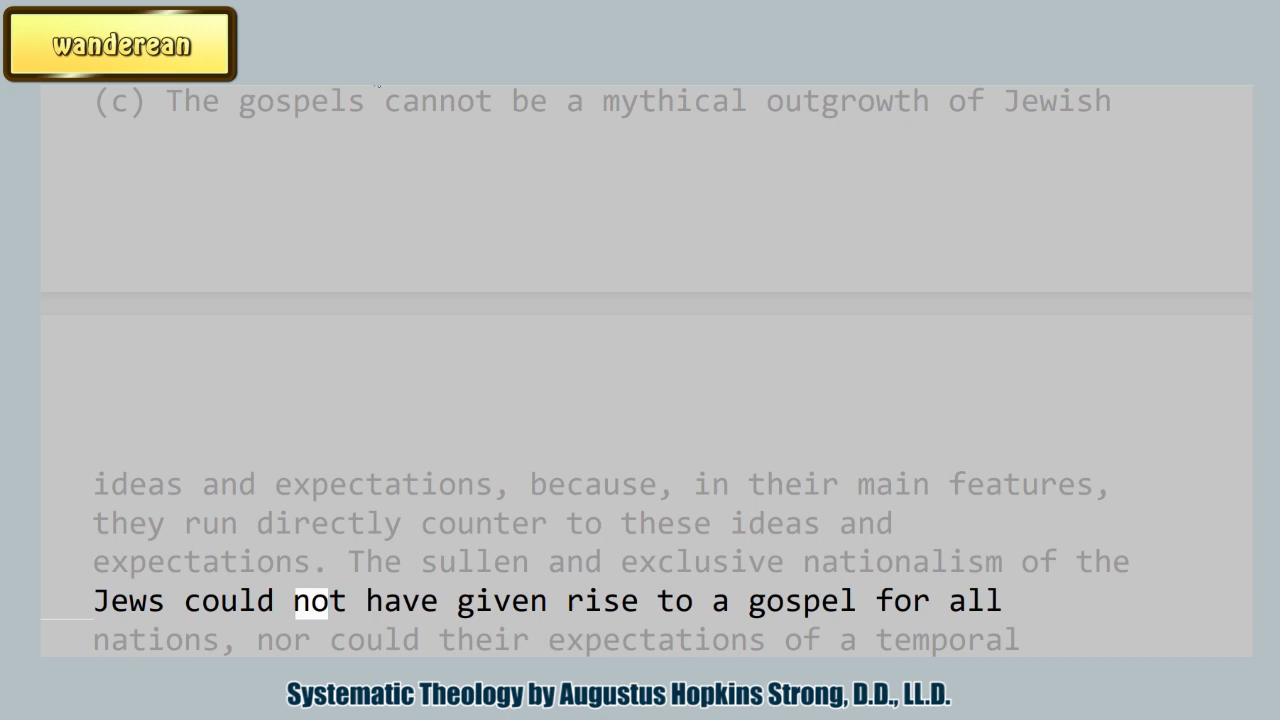 wanderean
(c) The gospels cannot be a mythical outgrowth of Jewish
ideas and expectations, because, in their main features,
they run directly counter to these ideas and
expectations. The sullen and exclusive nationalism of the
Jews could not have given rise to a gospel for all
nations, nor could their expectations of a temporal
Systematic Theology by Augustus Hopkins Strong, D.D., LL.D.